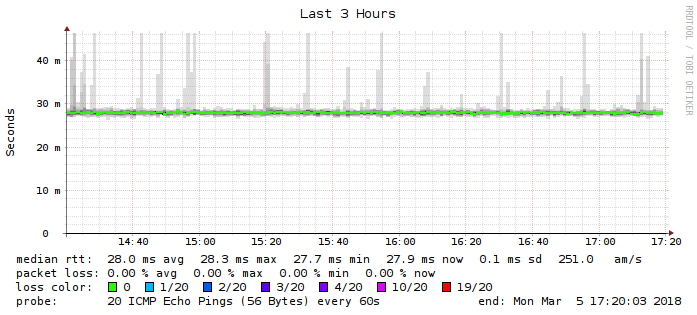 Last 3 Hours
RRDTOOL / TOBI OETIKER
Seconds
40 m
30 m
20 m
10 m
0
14:40 15:00 15:20 15:40 16:00 16:20 16:40 17:00 17:20
median rtt: 28.0 ms avg 28.3 ms max 27.7 ms min 27.9 ms now 0.1 ms sd 251.0 am/s
packet loss: 0.00 % avg 0.00 % max 0.00 % min 0.00 % now
loss color: 0 1/20 2/20 3/20 4/20 10/20 19/20
probe: 20 ICMP Echo Pings (56 Bytes) every 60s end: Mon Mar 5 17:20:03 2018